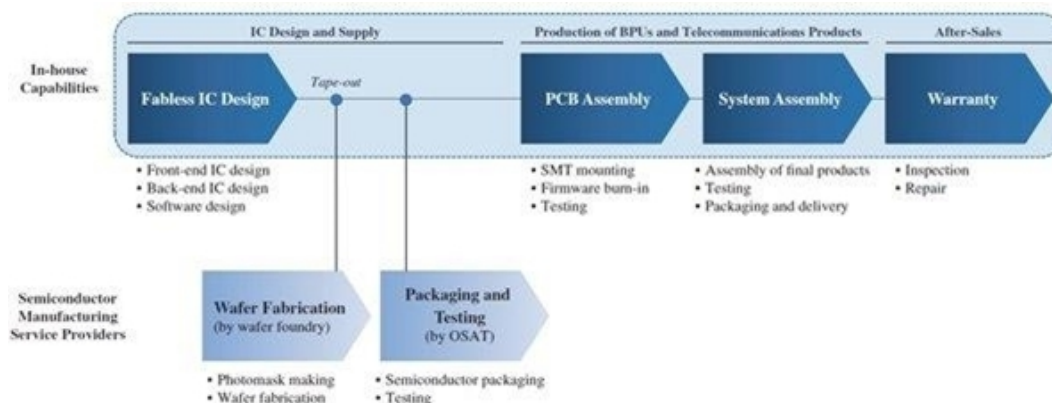 IC Design and Supply
Production of BPUs and Telecommunications Products
After-Sales
In-house
Capabilities
Fabless IC Design
Tape-out
PCB Assembly
System Assembly
Warranty
• Front-end IC design
• Back-end IC design
• Software design
• SMT mounting
• Firmware burn-in
• Testing
• Assembly of final products
• Testing
• Packaging and delivery
• Inspection
• Repair
Semiconductor
Manufacturing
Service Providers
Wafer Fabrication
(by wafer foundry)
Packaging and
Testing
(by OSAT)
• Photomask making
• Wafer fabrication
• Semiconductor packaging
• Testing